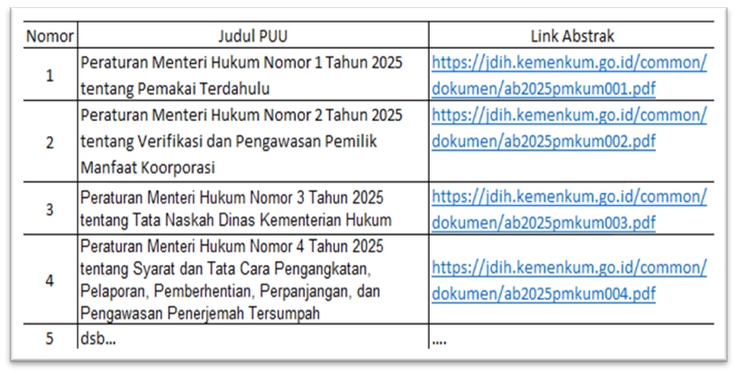 Nomor Judul PUU Link Abstrak
1 Peraturan Menteri Hukum Nomor 1 Tahun 2025
tentang Pemakai Terdahulu
https://jdih.kemenkum.go.id/common/
dokumen/ab2025pmkum001.pdf
2 Peraturan Menteri Hukum Nomor 2 Tahun 2025
tentang Verifikasi dan Pengawasan Pemilik
Manfaat Koorporasi
https://jdih.kemenkum.go.id/common/
dokumen/ab2025pmkum002.pdf
3 Peraturan Menteri Hukum Nomor 3 Tahun 2025
tentang Tata Naskah Dinas Kementerian Hukum
https://jdih.kemenkum.go.id/common/
dokumen/ab2025pmkum003.pdf
4 Peraturan Menteri Hukum Nomor 4 Tahun 2025
tentang Syarat dan Tata Cara Pengangkatan,
Pelaporan, Pemberhentian, Perpanjangan, dan
Pengawasan Penerjemah Tersumpah
https://jdih.kemenkum.go.id/common/
dokumen/ab2025pmkum004.pdf
5 dsb... ....